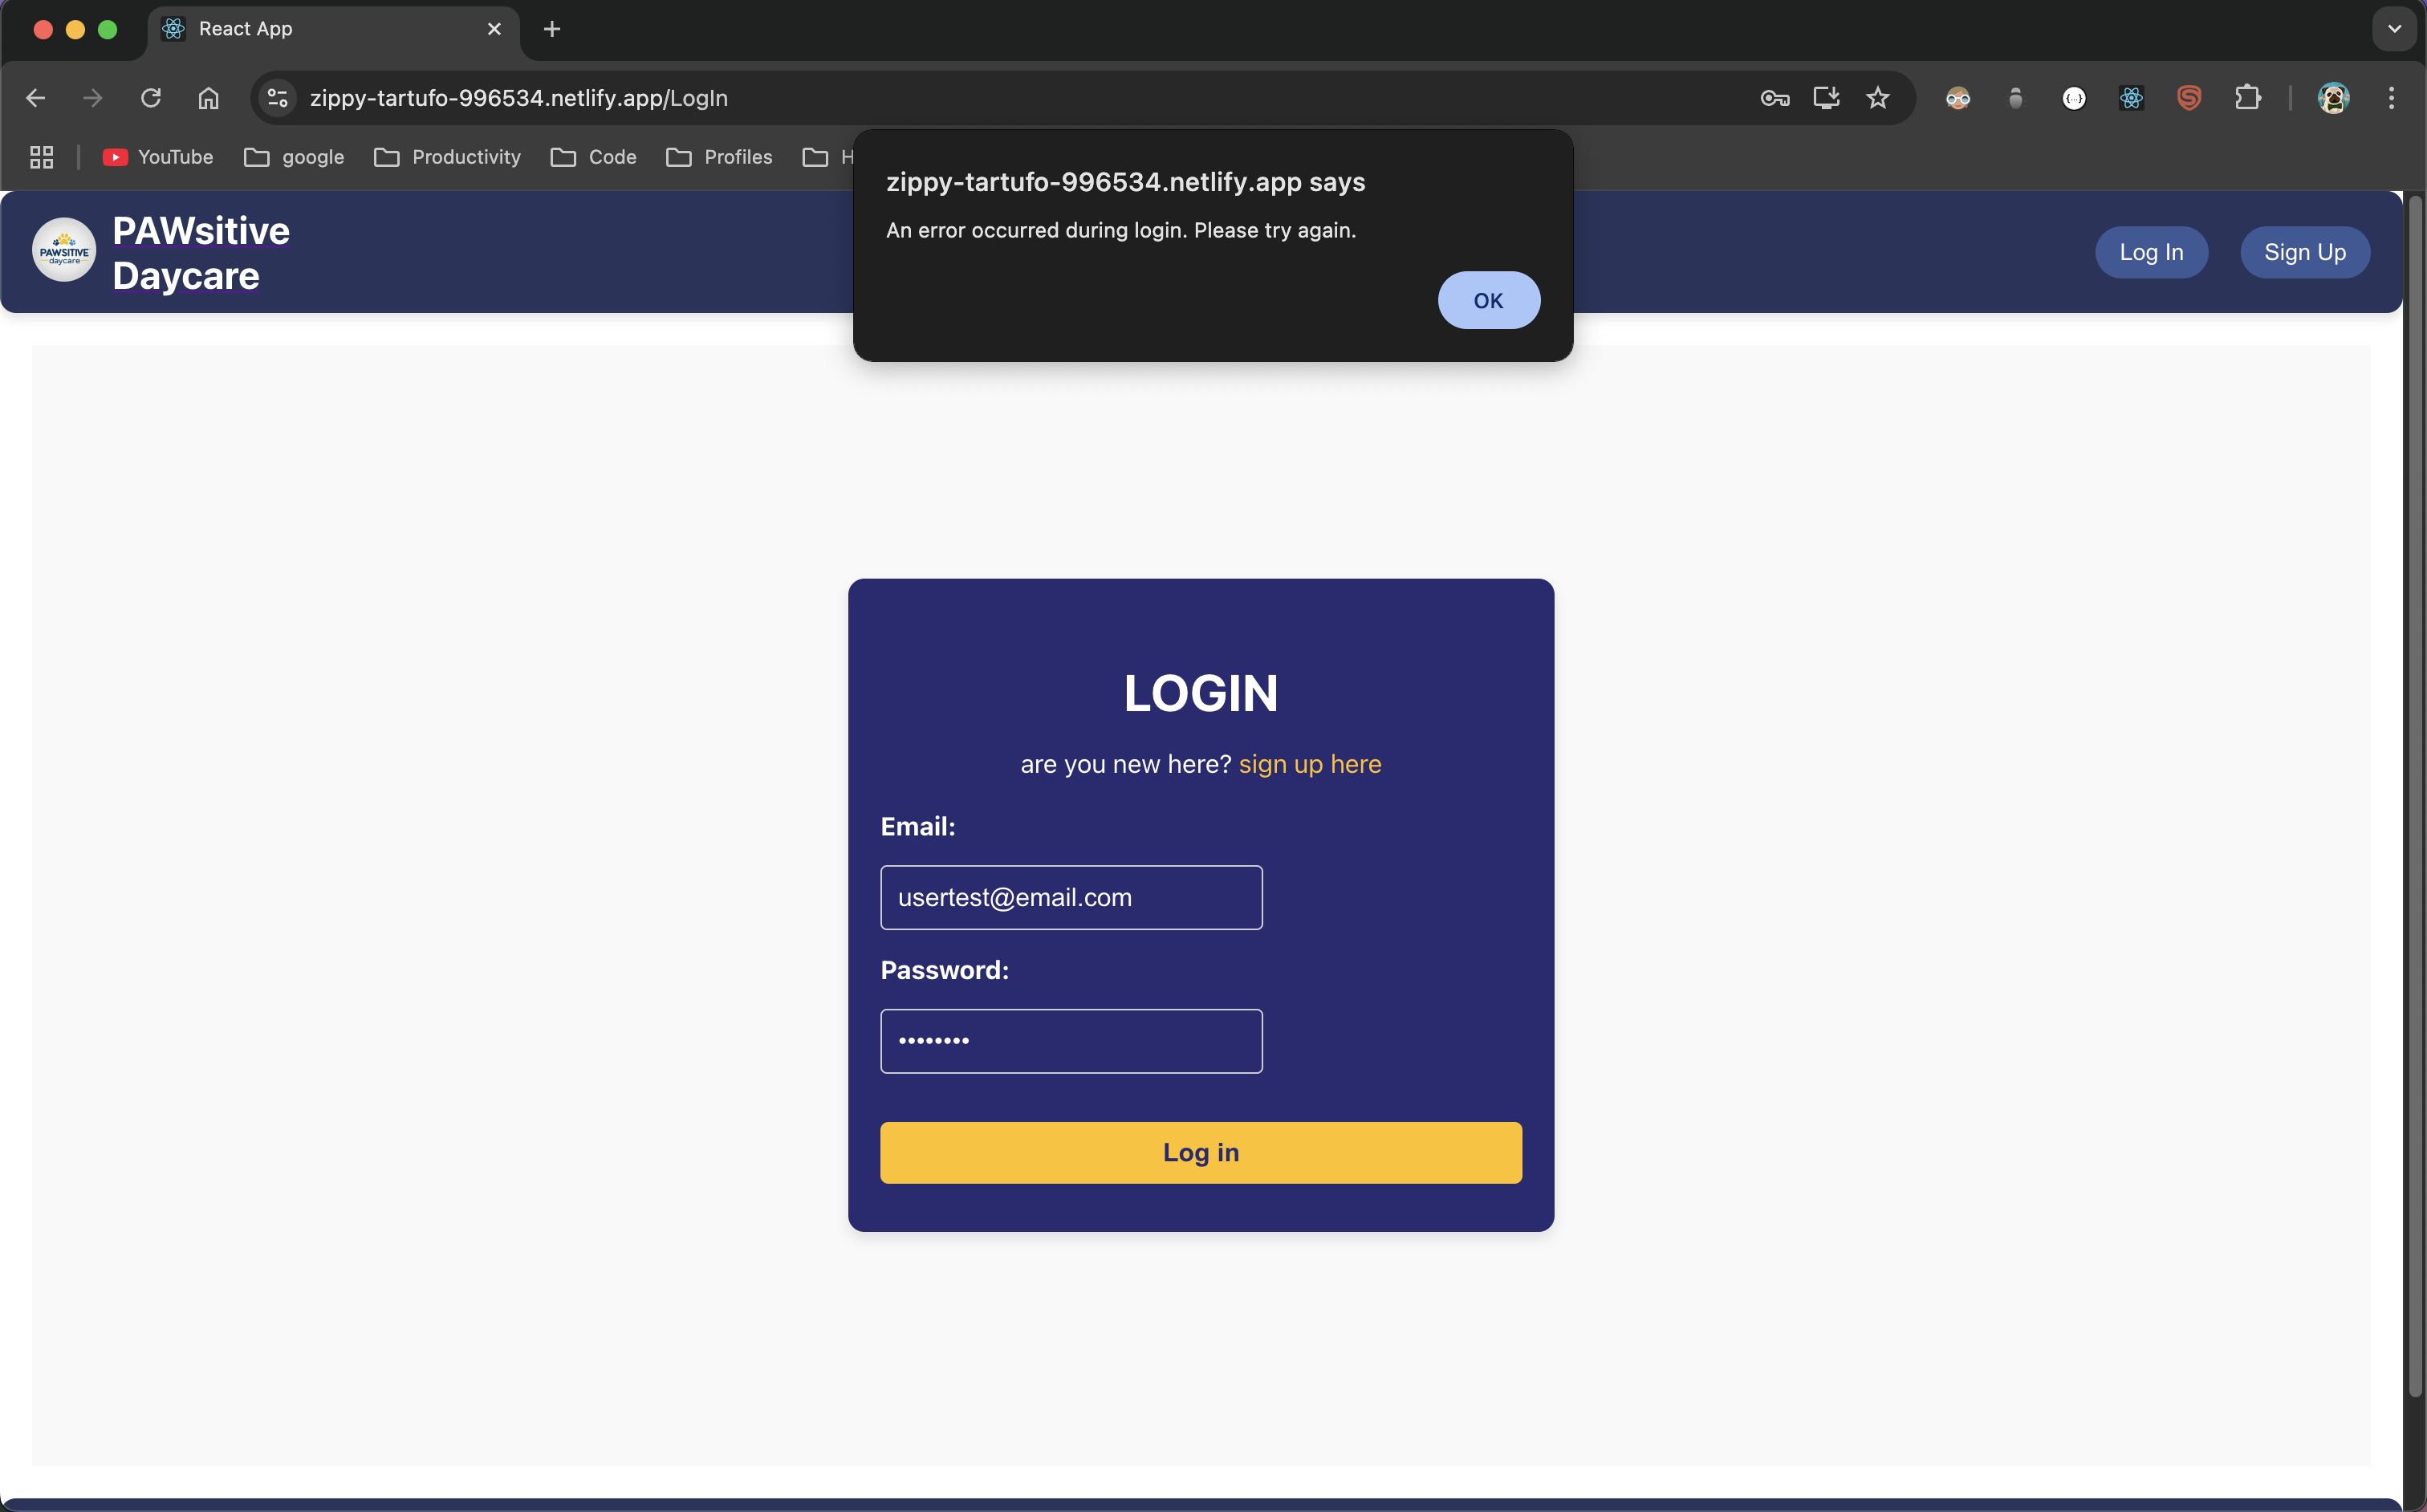 React App
zippy-tartufo-996534.netlify.app/LogIn
YouTube
google
Productivity
Code
Profiles
H
zippy-tartufo-996534.netlify.app says
An error occurred during login. Please try again.
OK
PAWSITIVE
daycare
PAWsitive
Daycare
Log In
Sign Up
LOGIN
are you new here? sign up here
Email:
usertest@email.com
Password:
••••••••
Log in